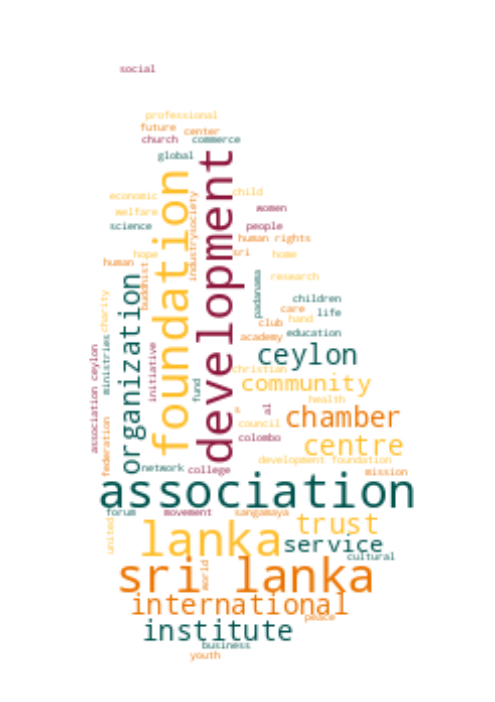 social
professional
future
center
church
commerce
global
foundation
development
economic
child
welfare
women
science
people
industry
society
human rights
hope
sri
home
human
buddhist
research
padanama
organization
children
charity
care
life
club
hand
ministries
education
academy
association ceylon
initiative
ceylon
christian
fund
community
health
a
al
chamber
council
federation
colombo
centre
development foundation
network
college
mission
association
forum
movement
sangamaya
united
trust
lanka
service
cultural
sri lanka
world
international
peace
institute
business
youth